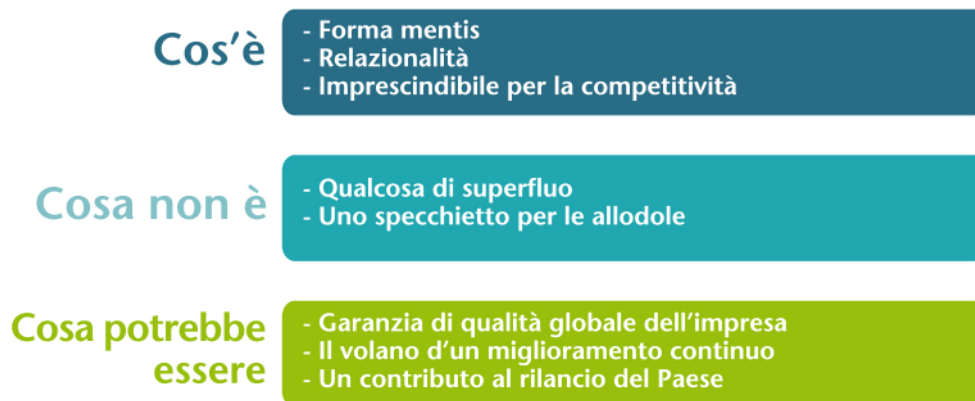 Cos'è
- Forma mentis
- Relazionalità
- Imprescindibile per la competitività
Cosa non è
- Qualcosa di superfluo
- Uno specchietto per le allodole
Cosa potrebbe
essere
- Garanzia di qualità globale dell'impresa
- Il volano d'un miglioramento continuo
- Un contributo al rilancio del Paese